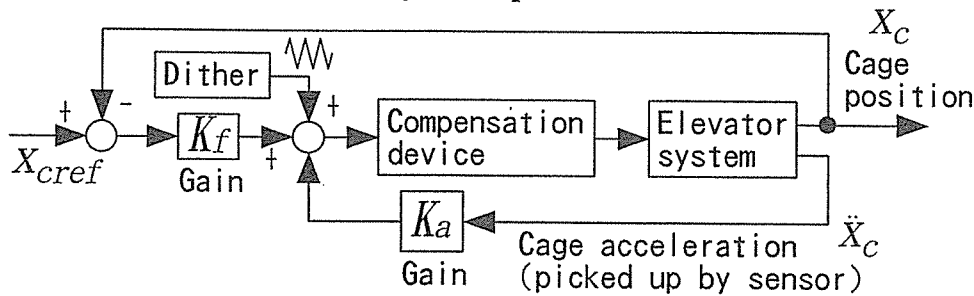 X_c
Cage
position
Dither
+
-
+
X_cref
K_f
Gain
+
+
Compensation
device
Elevator
system
K_a
Gain
Cage acceleration
(picked up by sensor)
Ẍ_c